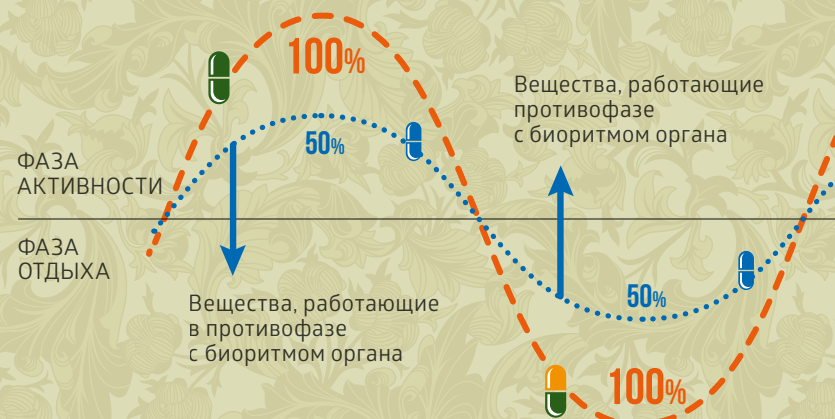 100%
Вещества, работающие
противофазе
с биоритмом органа
50%
ФАЗА
АКТИВНОСТИ
ФАЗА
ОТДЫХА
Вещества, работающие
в противофазе
с биоритмом органа
50%
100%